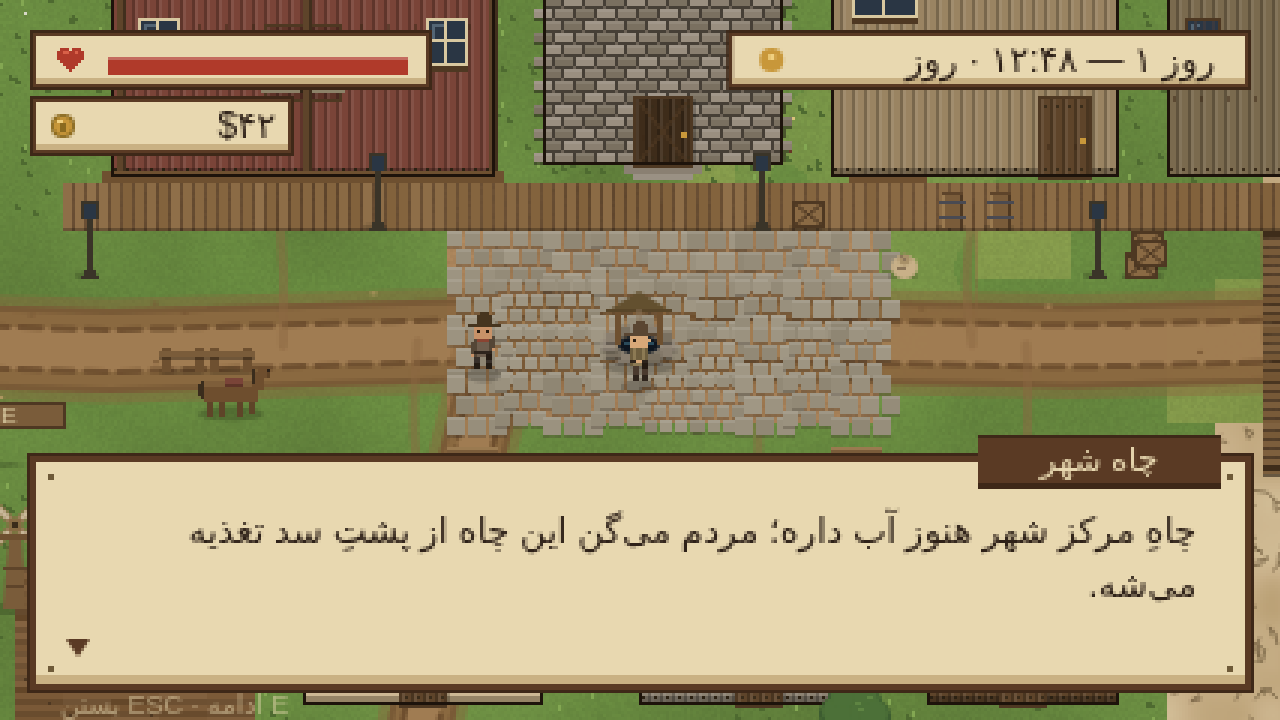 روز ۱ — ۱۲:۴۸ · روز
$۴۲
E
چاه شهر
چاهِ مرکز شهر هنوز آب داره؛ مردم می‌گن این چاه از پشتِ سد تغذیه
می‌شه.
E ادامه - ESC بستن